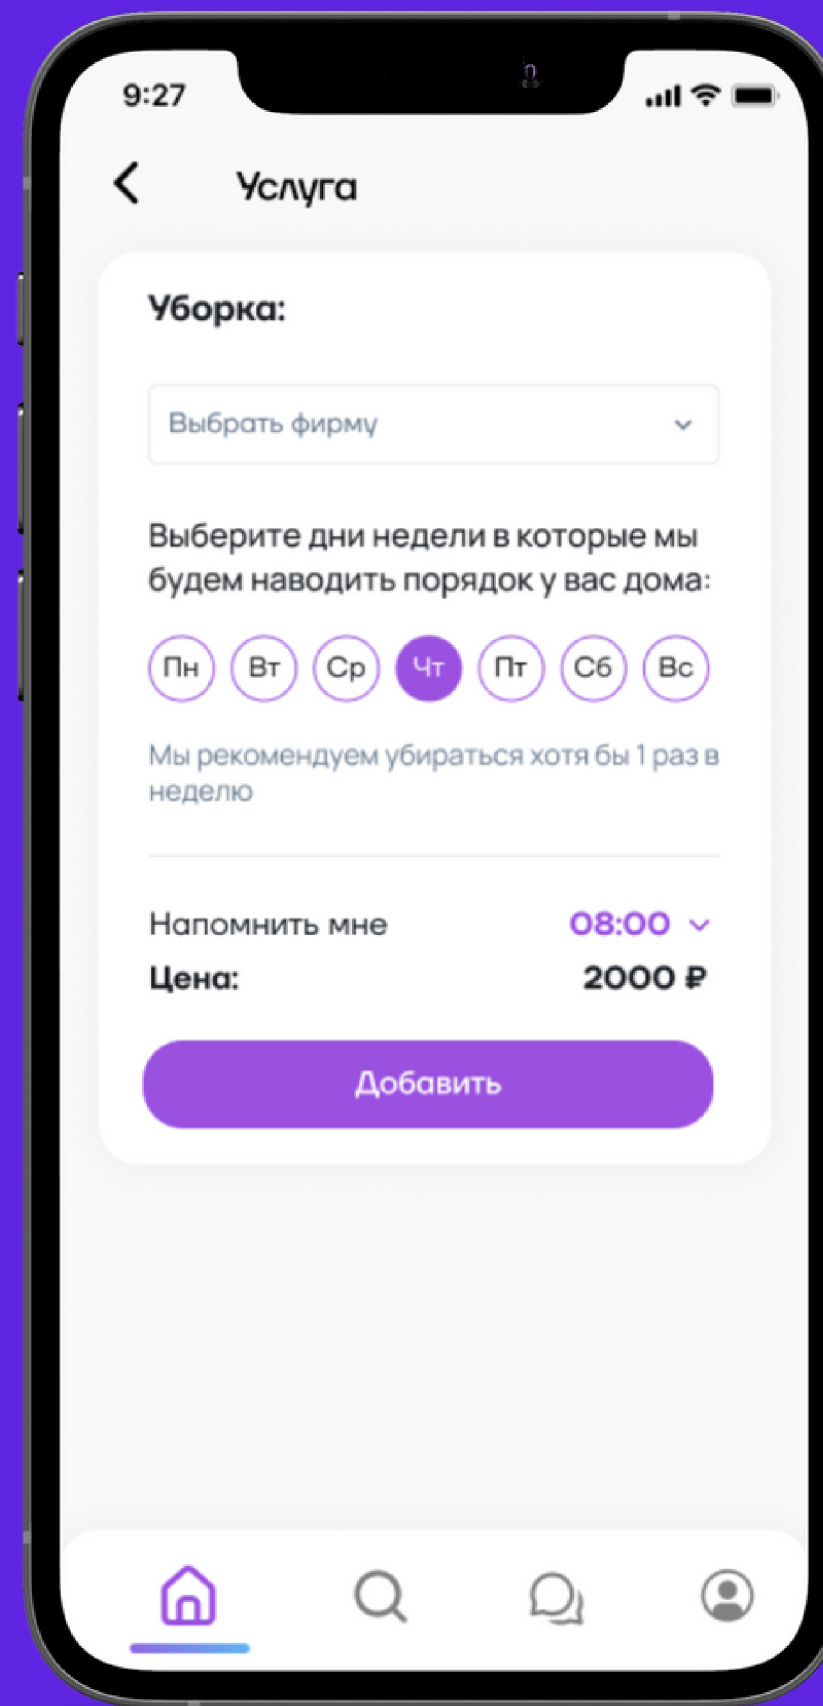 9:27
Услуга
Уборка:
Выбрать фирму
Выберите дни недели в которые мы
будем наводить порядок у вас дома:
Пн Вт Ср Чт Пт Сб Вс
Мы рекомендуем убираться хотя бы 1 раз в
неделю
Напомнить мне 08:00
Цена: 2000 ₽
Добавить